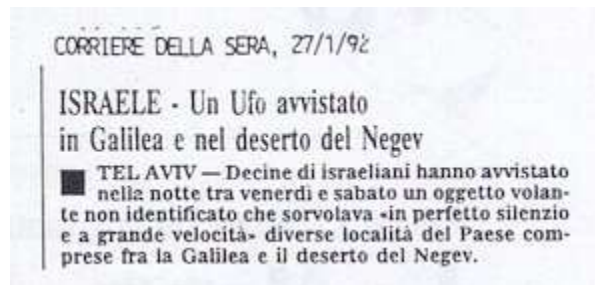 CORRIERE DELLA SERA, 27/1/92
ISRAELE - Un Ufo avvistato
in Galilea e nel deserto del Negev
TEL AVIV — Decine di israeliani hanno avvistato
nella notte tra venerdì e sabato un oggetto volan-
te non identificato che sorvolava «in perfetto silenzio
e a grande velocità» diverse località del Paese com-
prese fra la Galilea e il deserto del Negev.